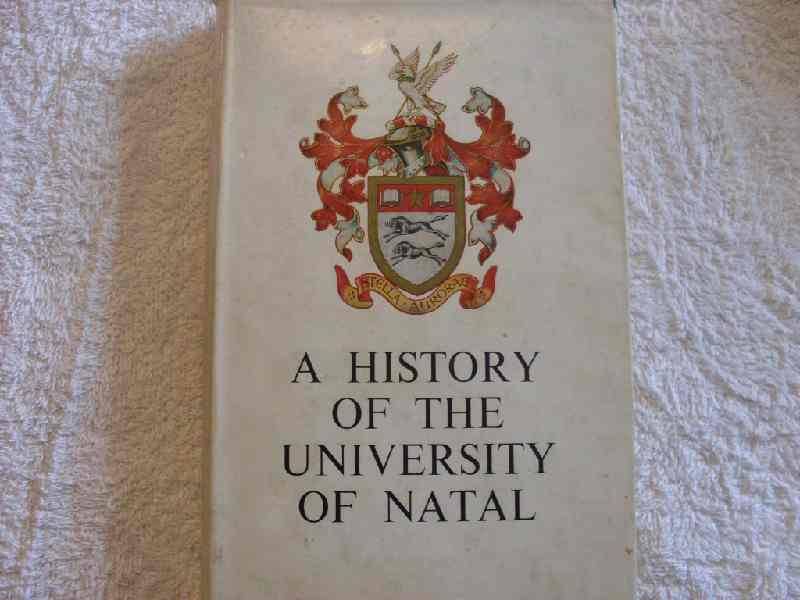 STELLA AURORAE
A HISTORY
OF THE
UNIVERSITY
OF NATAL